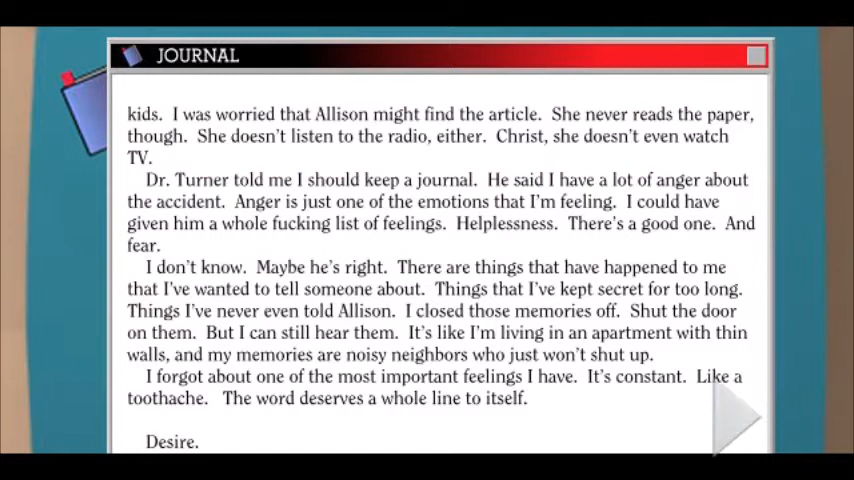 JOURNAL
kids. I was worried that Allison might find the article. She never reads the paper,
though. She doesn't listen to the radio, either. Christ, she doesn't even watch
TV.
Dr. Turner told me I should keep a journal. He said I have a lot of anger about
the accident. Anger is just one of the emotions that I'm feeling. I could have
given him a whole fucking list of feelings. Helplessness. There's a good one. And
fear.
I don't know. Maybe he's right. There are things that have happened to me
that I've wanted to tell someone about. Things that I've kept secret for too long.
Things I've never even told Allison. I closed those memories off. Shut the door
on them. But I can still hear them. It's like I'm living in an apartment with thin
walls, and my memories are noisy neighbors who just won't shut up.
I forgot about one of the most important feelings I have. It's constant. Like a
toothache. The word deserves a whole line to itself.
Desire.